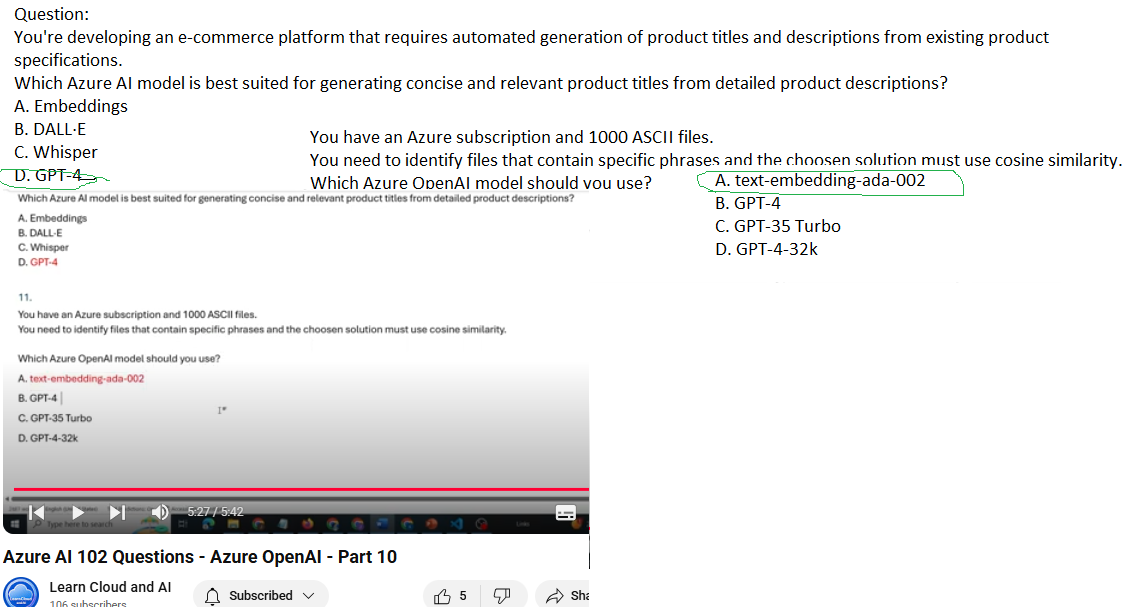 Question:
You're developing an e-commerce platform that requires automated generation of product titles and descriptions from existing product
specifications.
Which Azure AI model is best suited for generating concise and relevant product titles from detailed product descriptions?
A. Embeddings
B. DALL·E
C. Whisper
D. GPT-4
You have an Azure subscription and 1000 ASCII files.
You need to identify files that contain specific phrases and the choosen solution must use cosine similarity.
Which Azure OpenAI model should you use?
A. text-embedding-ada-002
B. GPT-4
C. GPT-35 Turbo
D. GPT-4-32k
Which Azure AI model is best suited for generating concise and relevant product titles from detailed product descriptions?
A. Embeddings
B. DALL·E
C. Whisper
D. GPT-4
11.
You have an Azure subscription and 1000 ASCII files.
You need to identify files that contain specific phrases and the choosen solution must use cosine similarity.
Which Azure OpenAI model should you use?
A. text-embedding-ada-002
B. GPT-4
C. GPT-35 Turbo
D. GPT-4-32k
5:27 / 5:42
Type here to search
Links
Azure AI 102 Questions - Azure OpenAI - Part 10
Learn Cloud and AI
106 subscribers
Subscribed
5
Sha